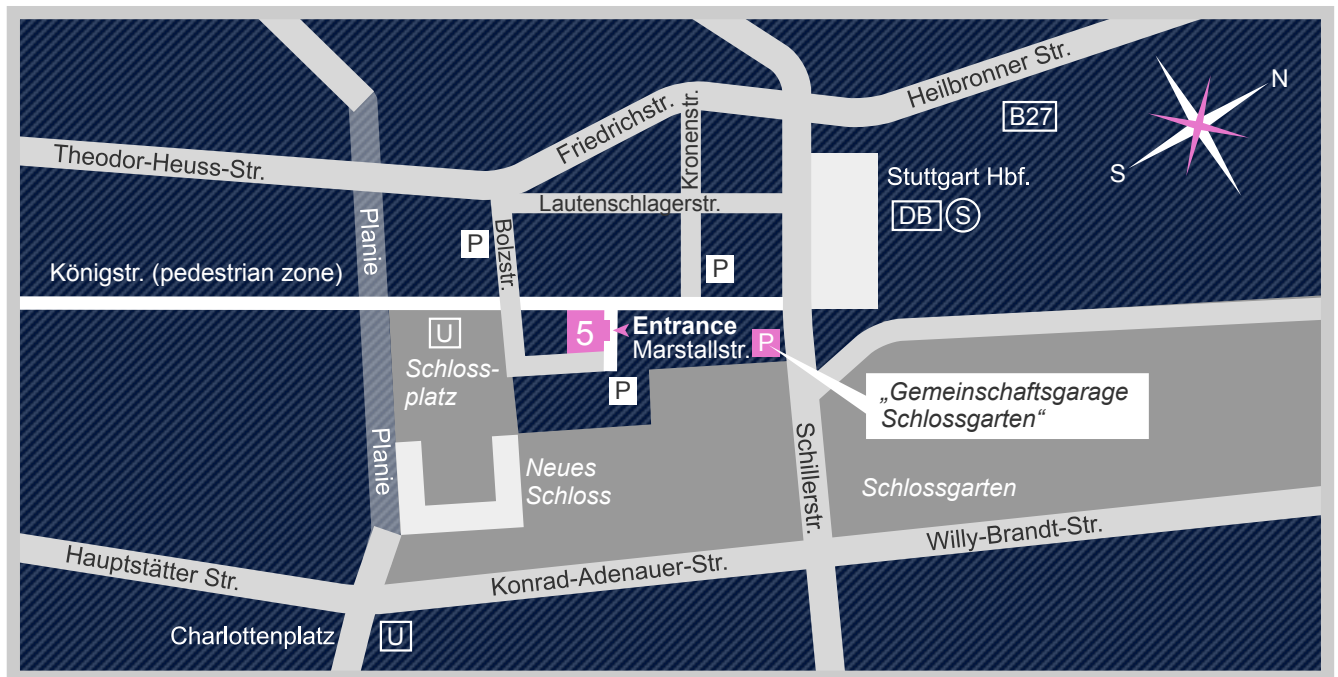 Heilbronner Str.
B27
N
S
Friedrichstr.
Kronenstr.
Theodor-Heuss-Str.
Stuttgart Hbf.
DB S
Lautenschlagerstr.
Planie
P
Bolzstr.
P
Königstr. (pedestrian zone)
U
5
Entrance
Marstallstr.
P
Schloss-
platz
P
„Gemeinschaftsgarage
Schlossgarten“
Planie
Neues
Schloss
Schillerstr.
Schlossgarten
Willy-Brandt-Str.
Hauptstätter Str.
Konrad-Adenauer-Str.
Charlottenplatz
U